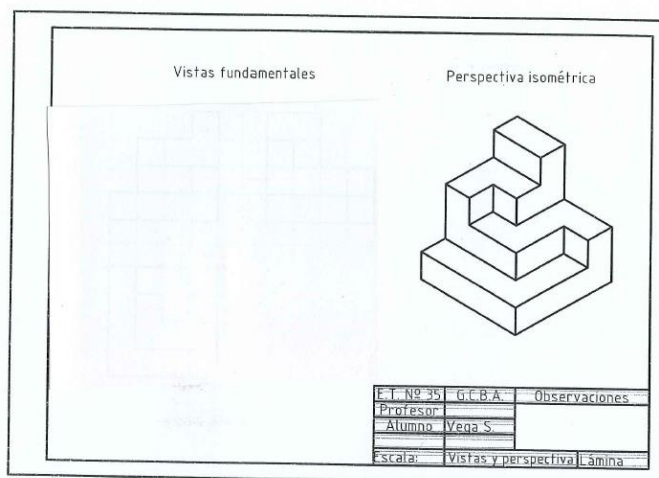 Vistas fundamentales
Perspectiva isométrica
E.T. Nº 35 G.C.B.A. Observaciones
Profesor
Alumno Vega S.
Escala: Vistas y perspectiva Lámina